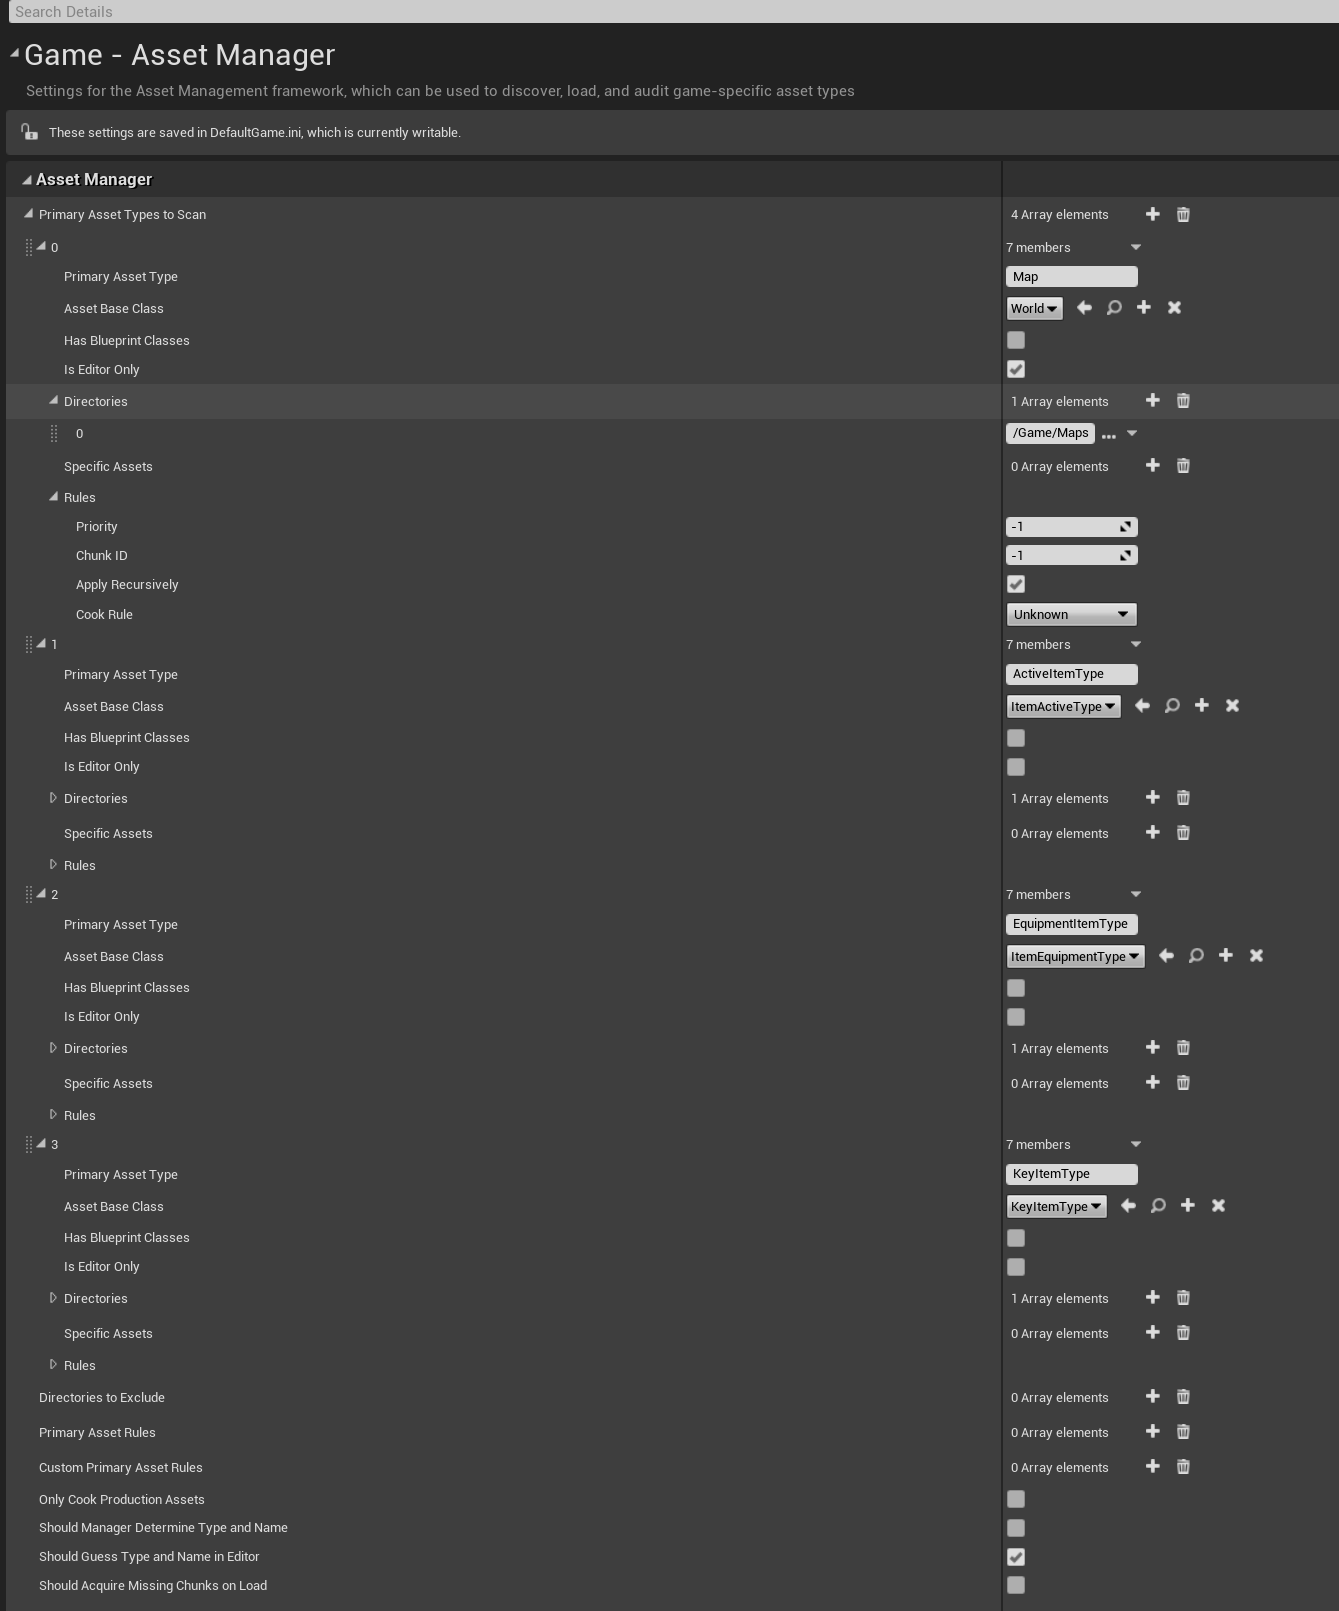 Search Details
Game - Asset Manager
Settings for the Asset Management framework, which can be used to discover, load, and audit game-specific asset types
These settings are saved in DefaultGame.ini, which is currently writable.
Asset Manager
Primary Asset Types to Scan 4 Array elements
0 7 members
Primary Asset Type Map
Asset Base Class World
Has Blueprint Classes
Is Editor Only
Directories 1 Array elements
0 /Game/Maps ...
Specific Assets 0 Array elements
Rules
Priority -1
Chunk ID -1
Apply Recursively
Cook Rule Unknown
1 7 members
Primary Asset Type ActiveItemType
Asset Base Class ItemActiveType
Has Blueprint Classes
Is Editor Only
Directories 1 Array elements
Specific Assets 0 Array elements
Rules
2 7 members
Primary Asset Type EquipmentItemType
Asset Base Class ItemEquipmentType
Has Blueprint Classes
Is Editor Only
Directories 1 Array elements
Specific Assets 0 Array elements
Rules
3 7 members
Primary Asset Type KeyItemType
Asset Base Class KeyItemType
Has Blueprint Classes
Is Editor Only
Directories 1 Array elements
Specific Assets 0 Array elements
Rules
Directories to Exclude 0 Array elements
Primary Asset Rules 0 Array elements
Custom Primary Asset Rules 0 Array elements
Only Cook Production Assets
Should Manager Determine Type and Name
Should Guess Type and Name in Editor
Should Acquire Missing Chunks on Load